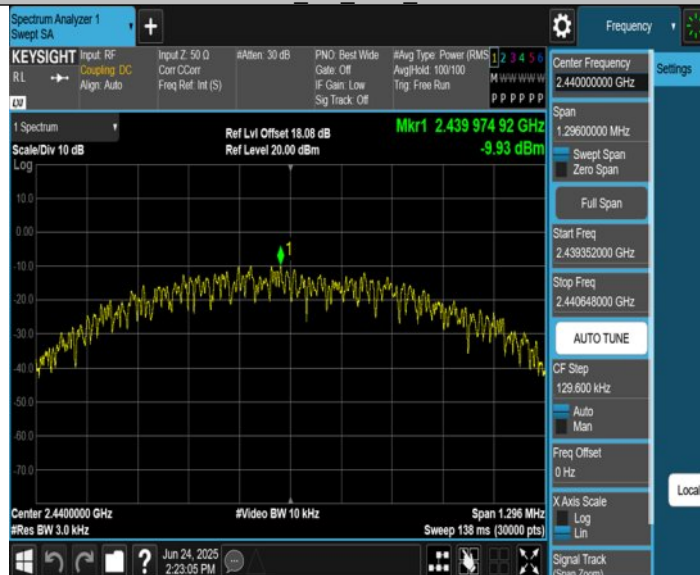 Spectrum Analyzer 1
Swept SA
Frequency
Settings
KEYSIGHT
RL
LXI
Input: RF
Coupling: DC
Align: Auto
Input Z: 50 Ω
Corr CCorr
Freq Ref: Int (S)
#Atten: 30 dB
PNO: Best Wide
Gate: Off
IF Gain: Low
Sig Track: Off
#Avg Type: Power (RMS
Avg|Hold: 100/100
Trig: Free Run
1 2 3 4 5 6
M W W W W W
P P P P P P
1 Spectrum
Scale/Div 10 dB
Log
Ref Lvl Offset 18.08 dB
Ref Level 20.00 dBm
Mkr1 2.439 974 92 GHz
-9.93 dBm
10.0
0.00
-10.0
-20.0
-30.0
-40.0
-50.0
-60.0
-70.0
1
Center 2.4400000 GHz
#Res BW 3.0 kHz
#Video BW 10 kHz
Span 1.296 MHz
Sweep 138 ms (30000 pts)
Jun 24, 2025
2:23:05 PM
Center Frequency
2.440000000 GHz
Span
1.29600000 MHz
Swept Span
Zero Span
Full Span
Start Freq
2.439352000 GHz
Stop Freq
2.440648000 GHz
AUTO TUNE
CF Step
129.600 kHz
Auto
Man
Freq Offset
0 Hz
X Axis Scale
Log
Lin
Signal Track
(Span Zoom)
Local